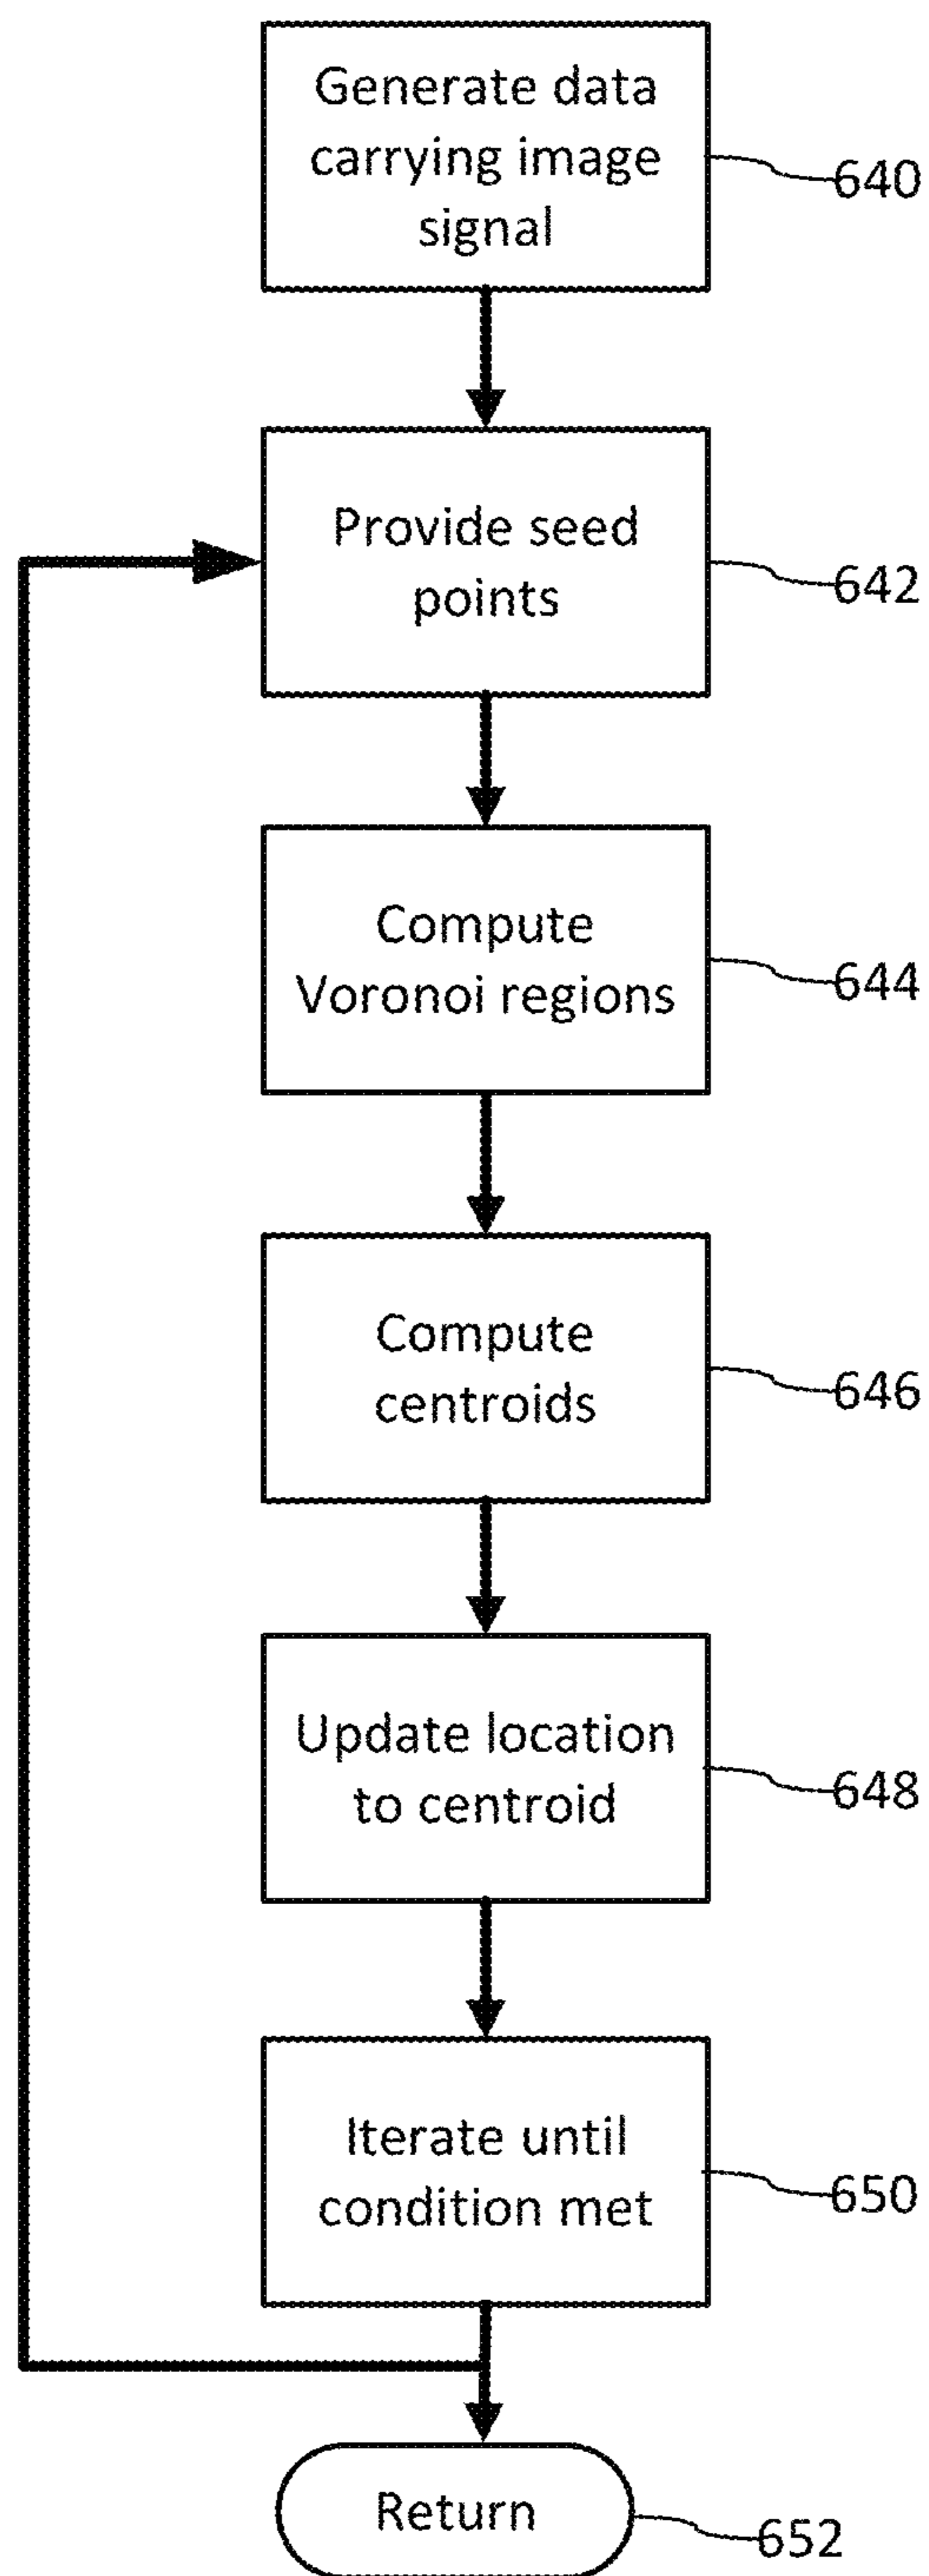 Generate data
carrying image
signal
640
Provide seed
points
642
Compute
Voronoi regions
644
Compute
centroids
646
Update location
to centroid
648
Iterate until
condition met
650
Return
652